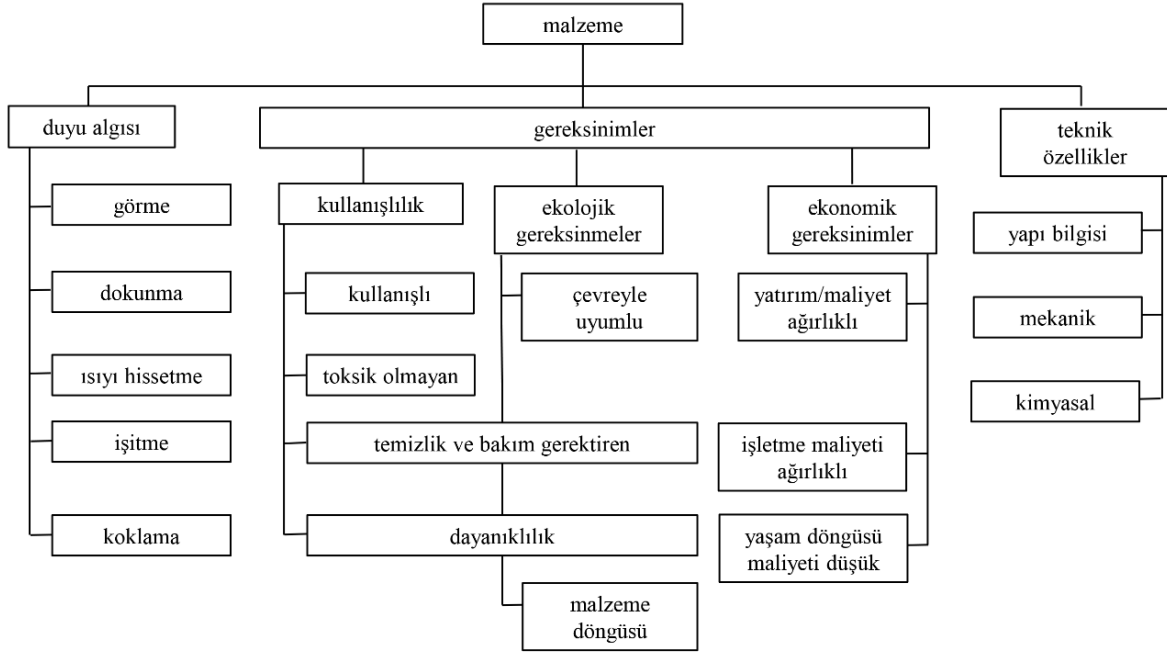 malzeme
duyu algısı
gereksinimler
teknik
özellikler
görme
dokunma
ısıyı hissetme
işitme
koklama
kullanışlılık
ekolojik
gereksinmeler
ekonomik
gereksinimler
kullanışlı
toksik olmayan
temizlik ve bakım gerektiren
dayanıklılık
çevreyle
uyumlu
malzeme
döngüsü
yatırım/maliyet
ağırlıklı
işletme maliyeti
ağırlıklı
yaşam döngüsü
maliyeti düşük
yapı bilgisi
mekanik
kimyasal